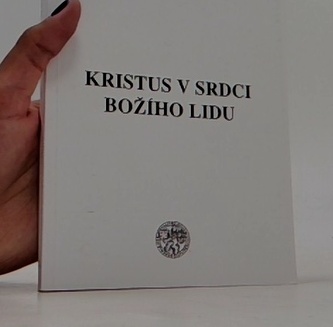 KRISTUS V SRDCI
BOŽÍHO LIDU